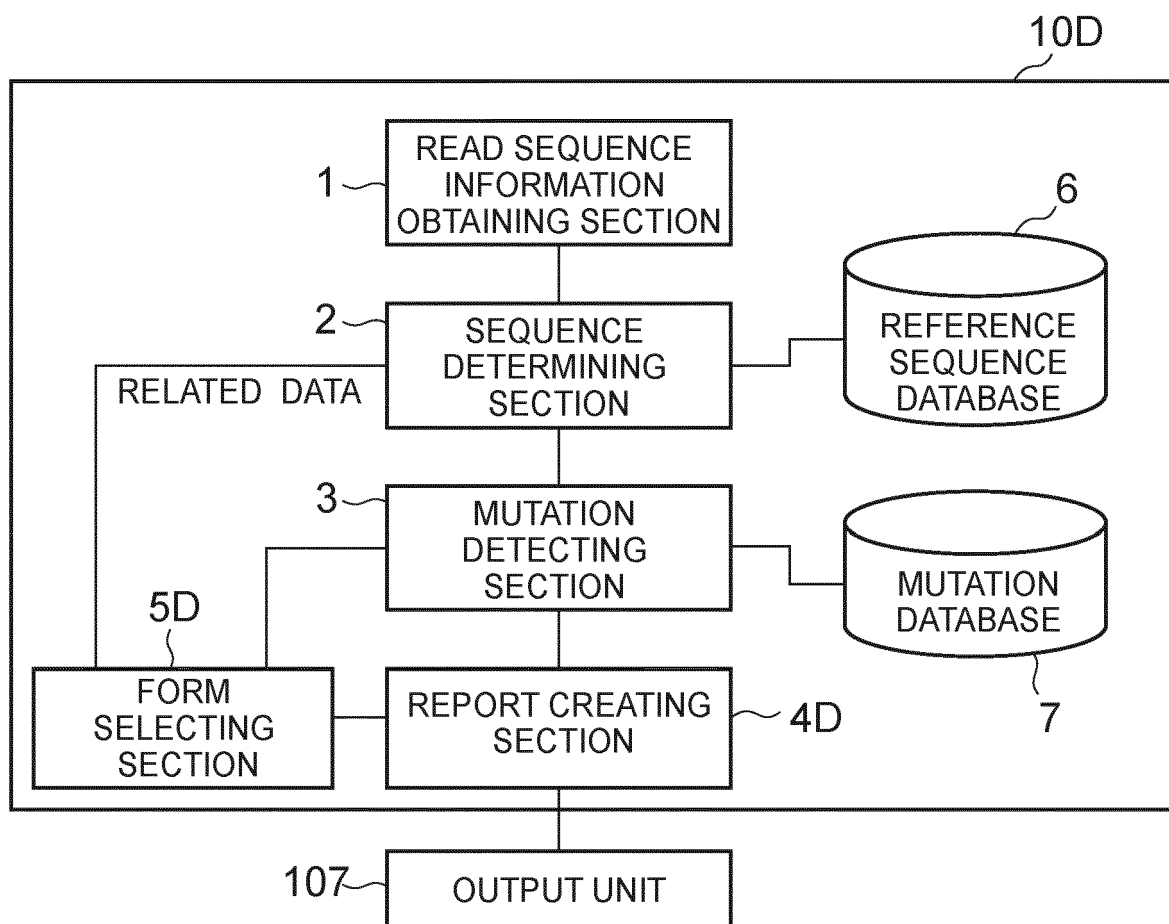 10D
1
READ SEQUENCE
INFORMATION
OBTAINING SECTION
6
REFERENCE
SEQUENCE
DATABASE
2
SEQUENCE
DETERMINING
SECTION
RELATED DATA
3
MUTATION
DETECTING
SECTION
MUTATION
DATABASE
7
5D
FORM
SELECTING
SECTION
REPORT CREATING
SECTION
4D
107
OUTPUT UNIT